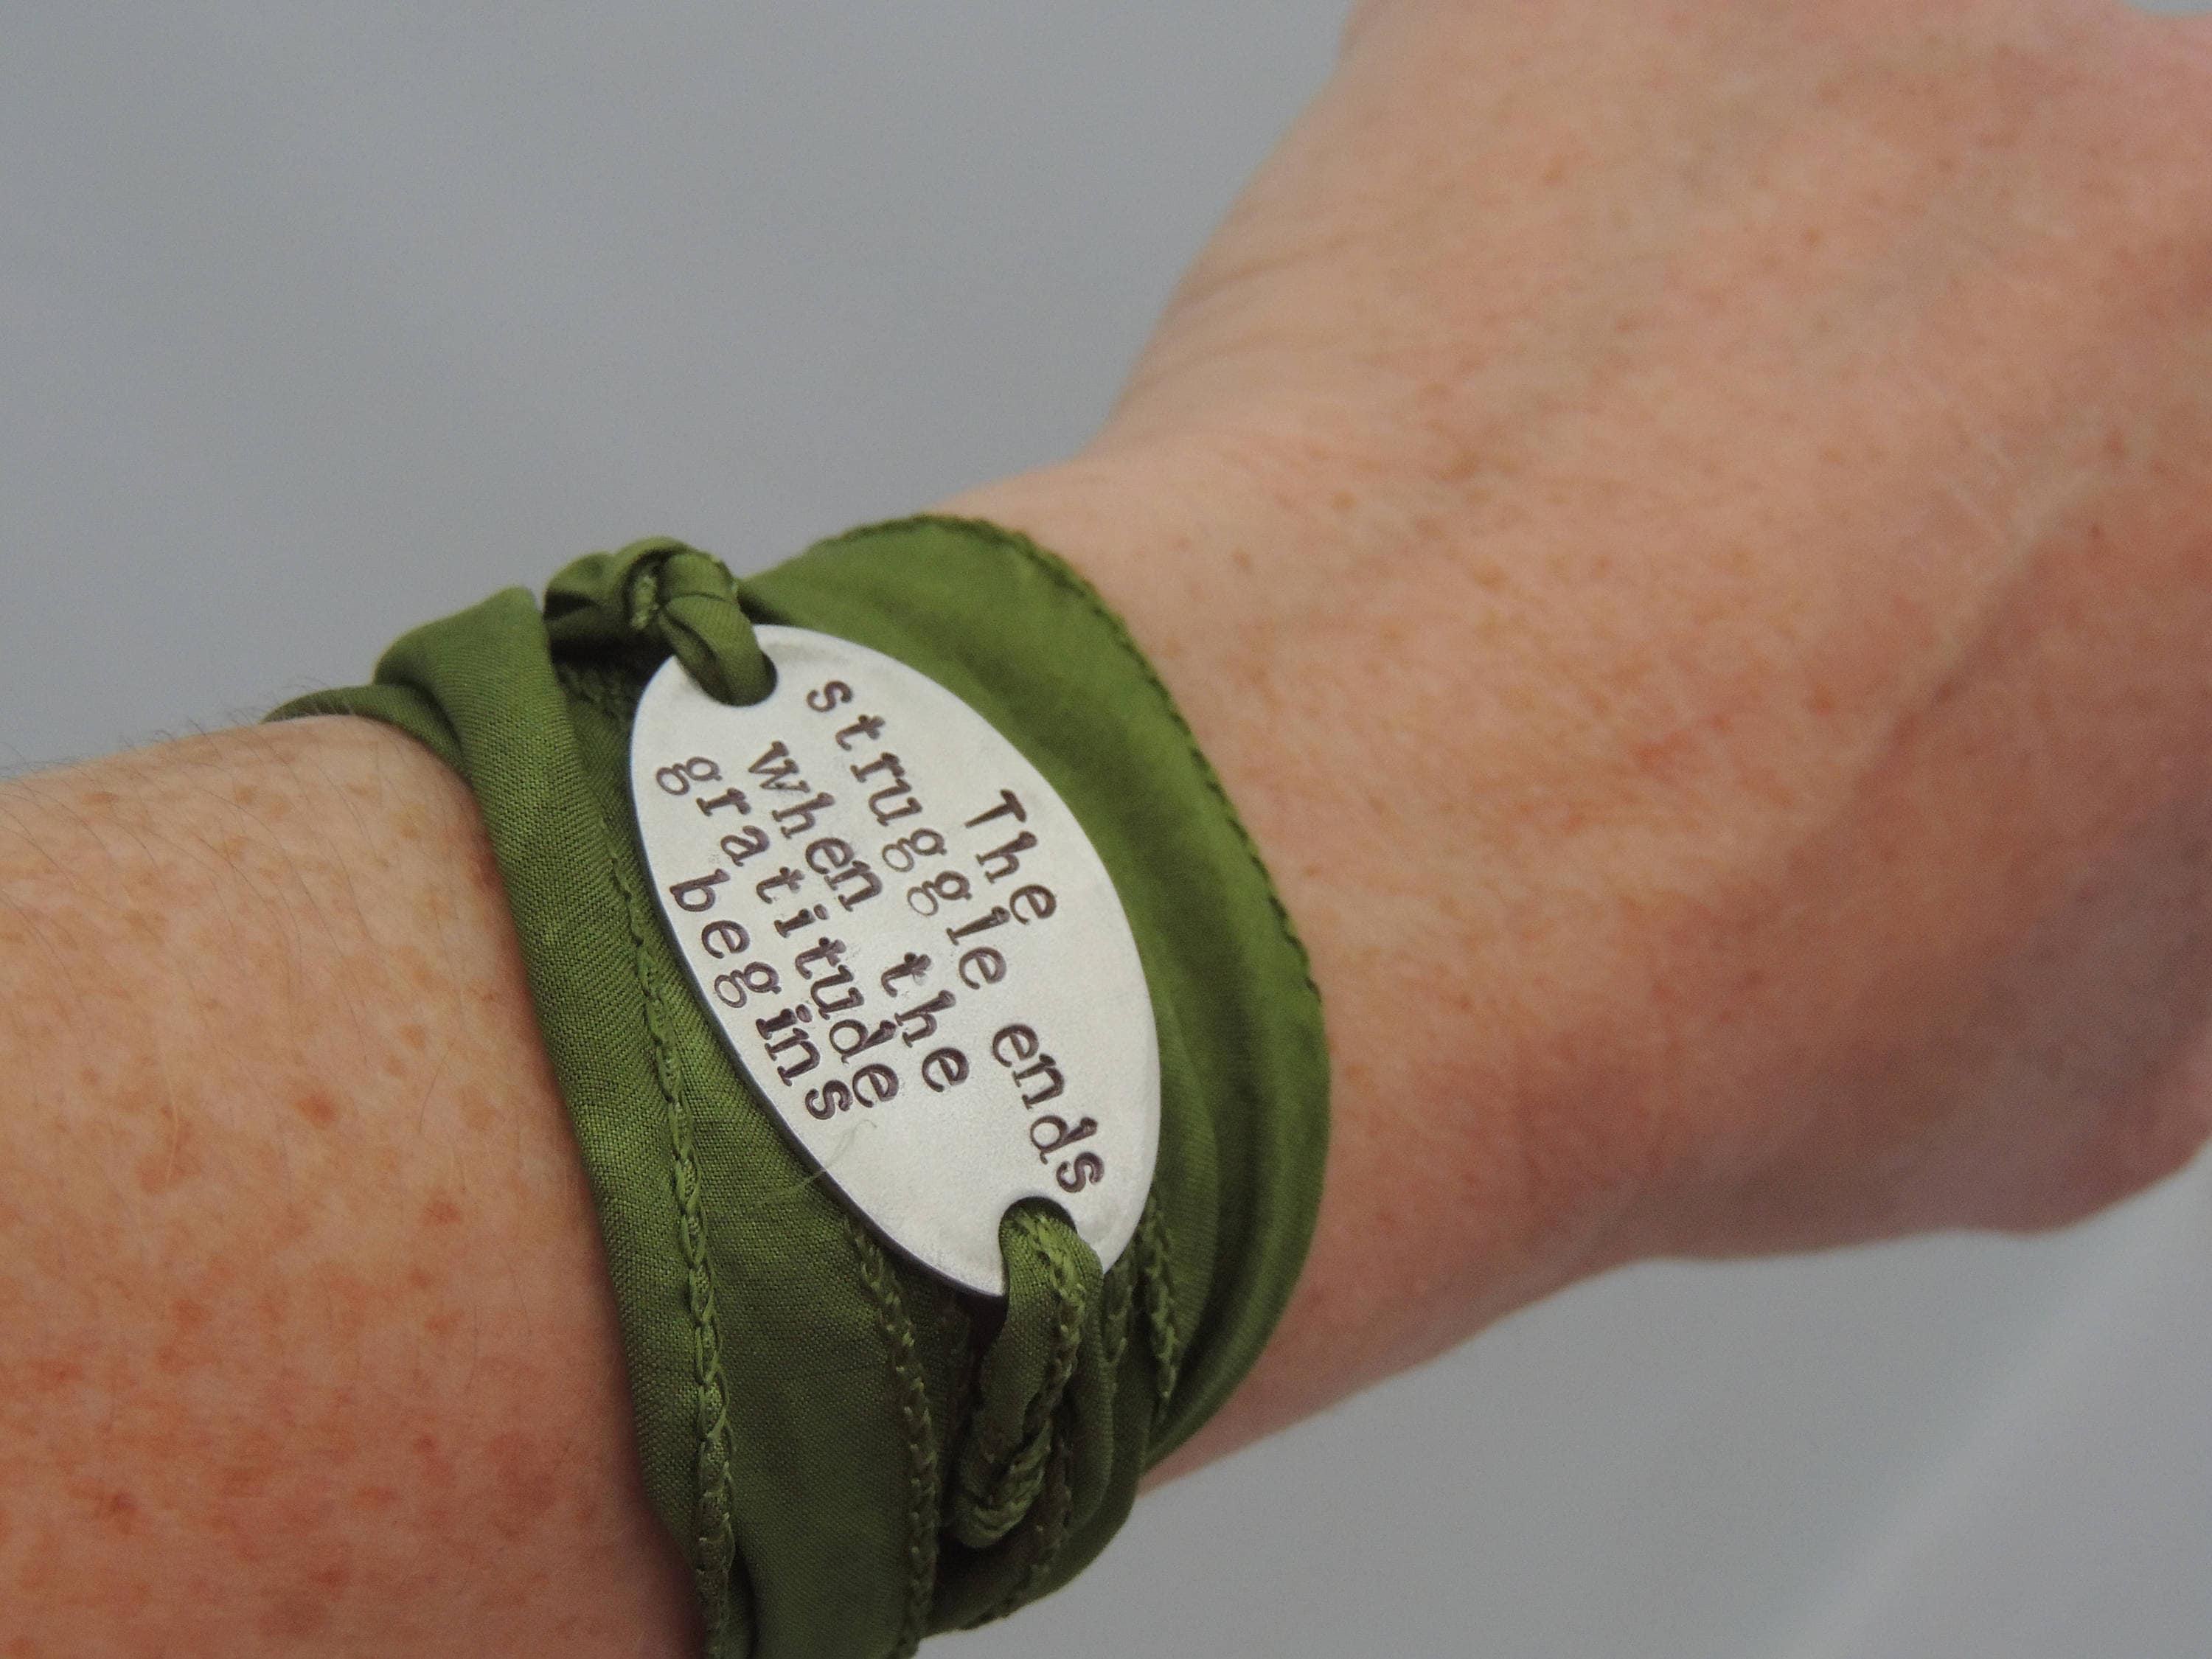 The
struggle ends
when the
gratitude
begins